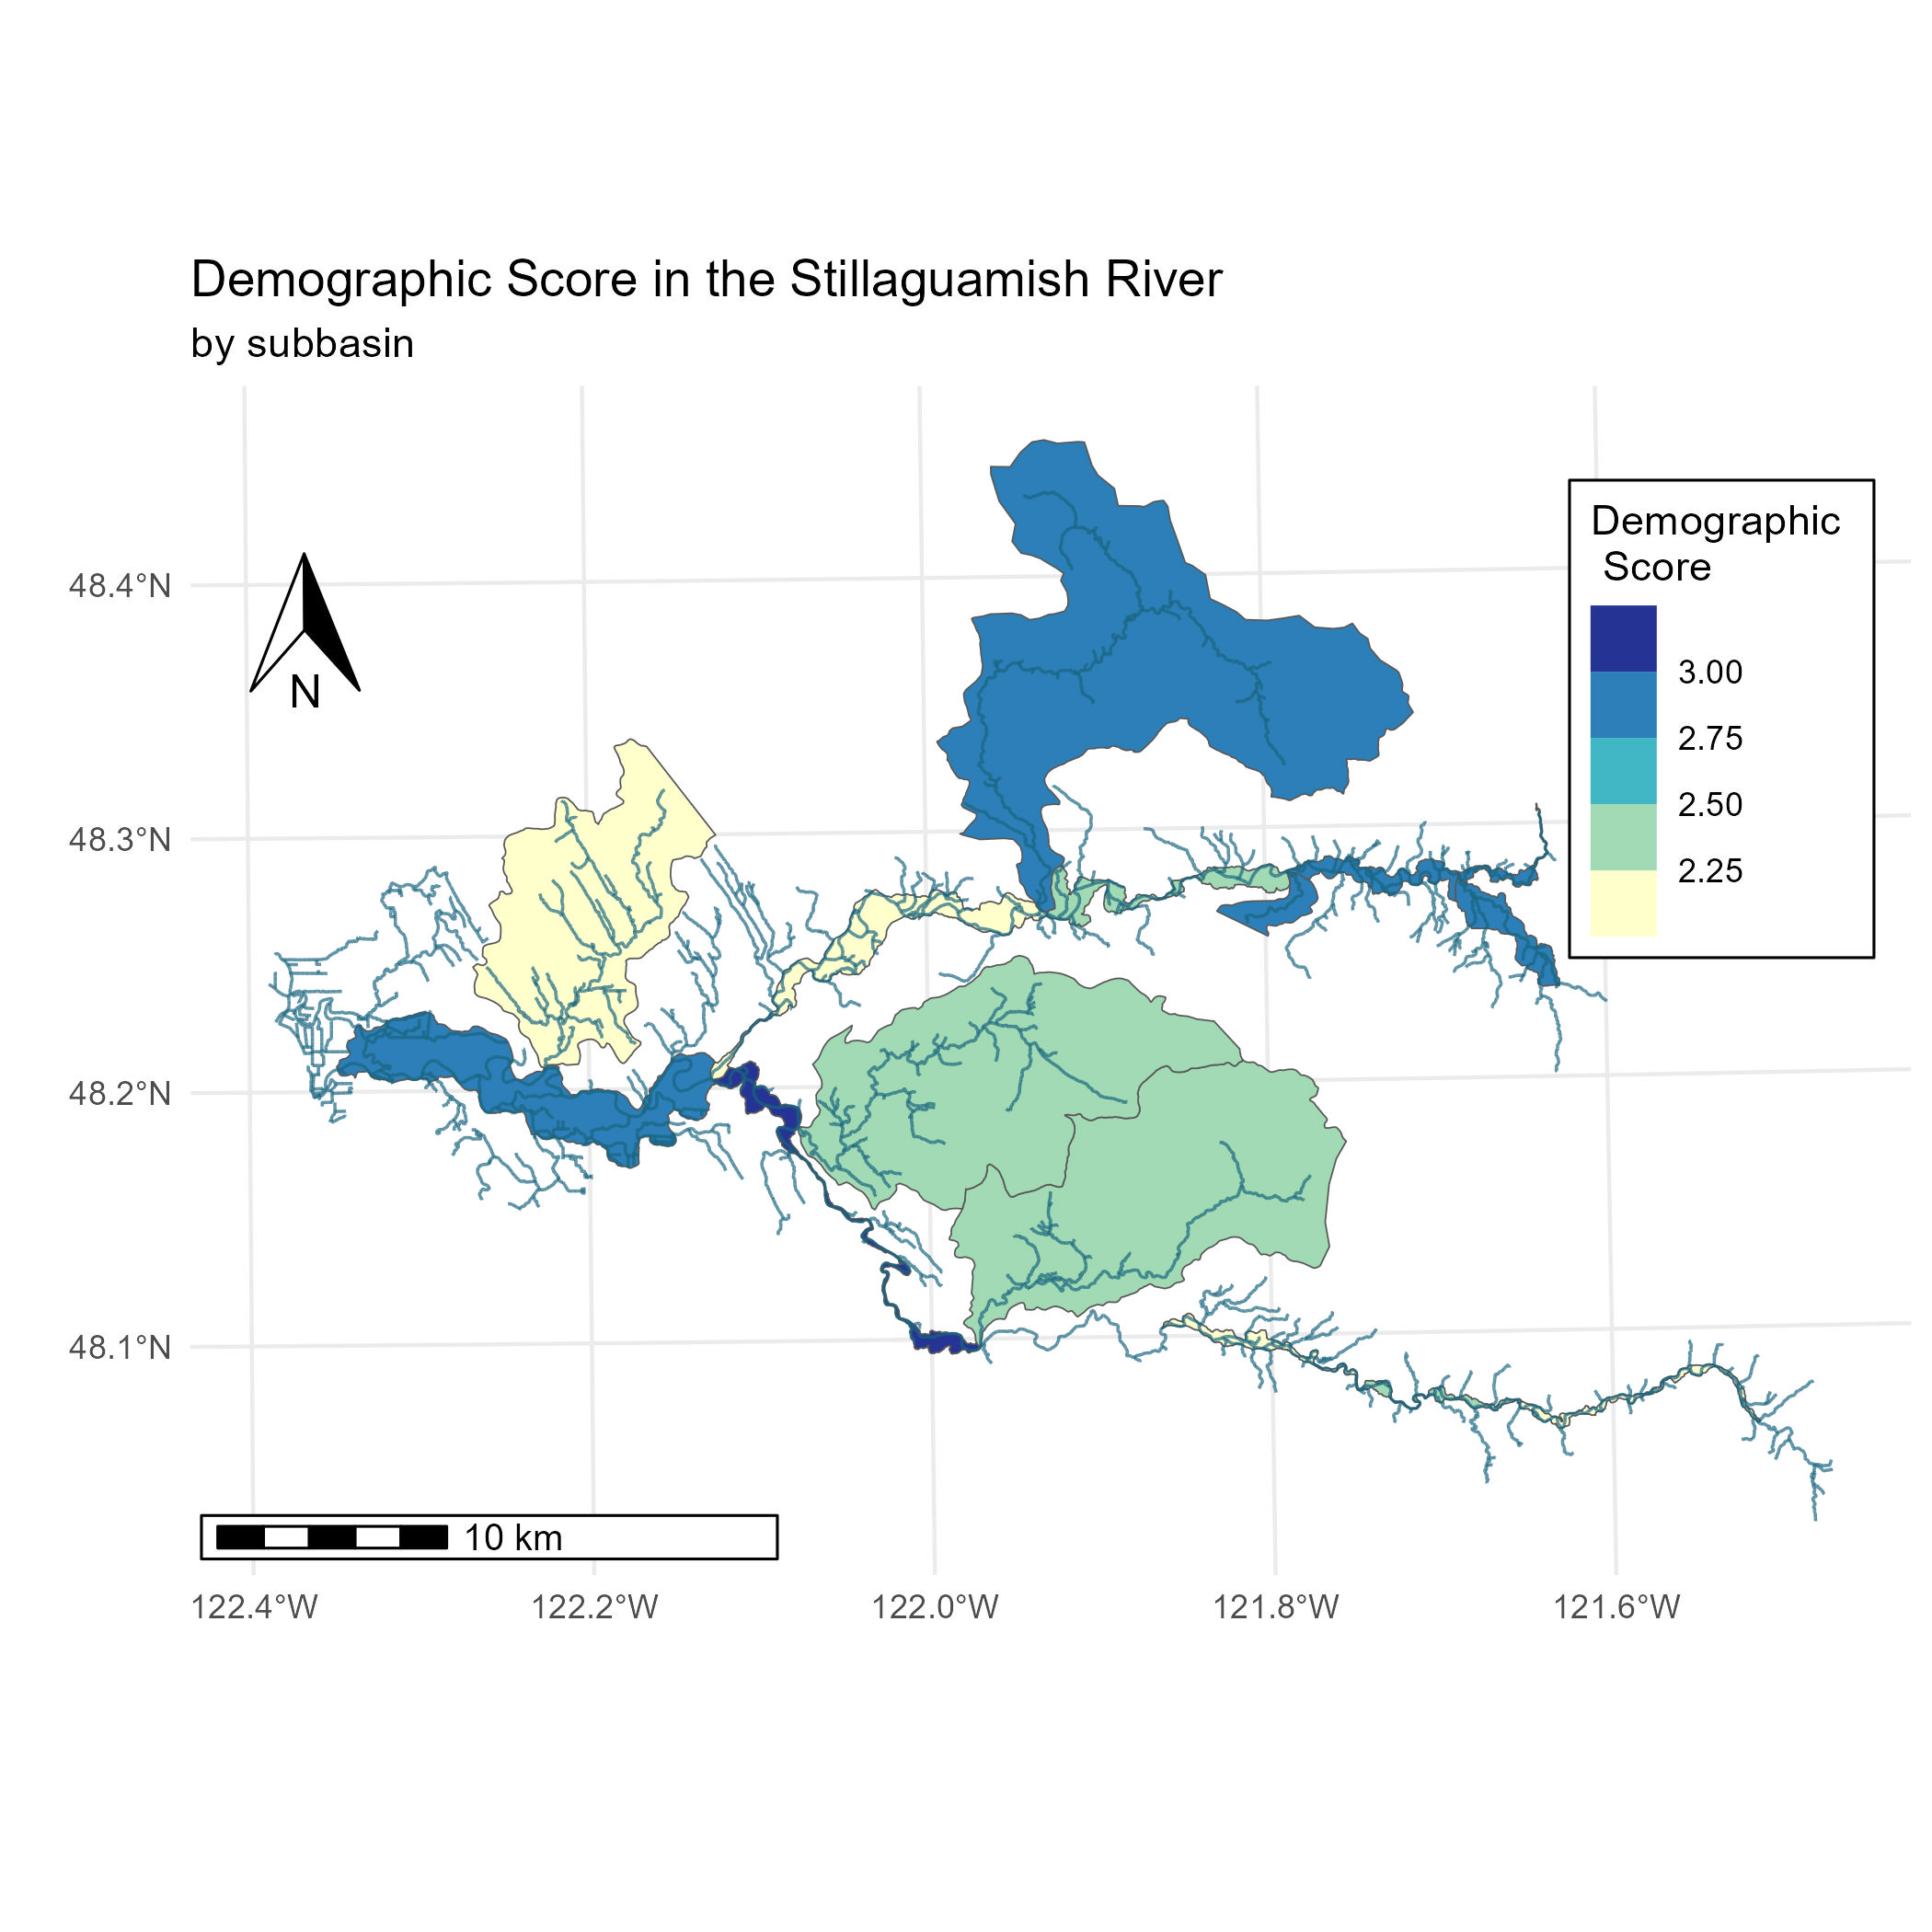 Demographic Score in the Stillaguamish River
by subbasin
Demographic
Score
3.00
2.75
2.50
2.25
48.4°N
48.3°N
48.2°N
48.1°N
N
10 km
122.4°W
122.2°W
122.0°W
121.8°W
121.6°W